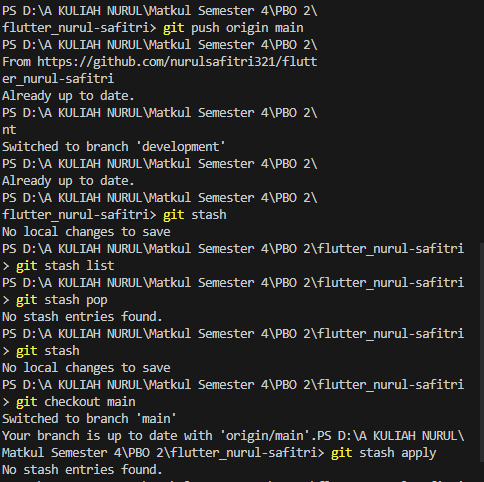 PS D:\A KULIAH NURUL\Matkul Semester 4\PBO 2\
flutter_nurul-safitri> git push origin main
PS D:\A KULIAH NURUL\Matkul Semester 4\PBO 2\
From https://github.com/nurulsafitri321/flutt
er_nurul-safitri
Already up to date.
PS D:\A KULIAH NURUL\Matkul Semester 4\PBO 2\
nt
Switched to branch 'development'
PS D:\A KULIAH NURUL\Matkul Semester 4\PBO 2\
Already up to date.
PS D:\A KULIAH NURUL\Matkul Semester 4\PBO 2\
flutter_nurul-safitri> git stash
No local changes to save
PS D:\A KULIAH NURUL\Matkul Semester 4\PBO 2\flutter_nurul-safitri
> git stash list
PS D:\A KULIAH NURUL\Matkul Semester 4\PBO 2\flutter_nurul-safitri
> git stash pop
No stash entries found.
PS D:\A KULIAH NURUL\Matkul Semester 4\PBO 2\flutter_nurul-safitri
> git stash
No local changes to save
PS D:\A KULIAH NURUL\Matkul Semester 4\PBO 2\flutter_nurul-safitri
> git checkout main
Switched to branch 'main'
Your branch is up to date with 'origin/main'.PS D:\A KULIAH NURUL\
Matkul Semester 4\PBO 2\flutter_nurul-safitri> git stash apply
No stash entries found.